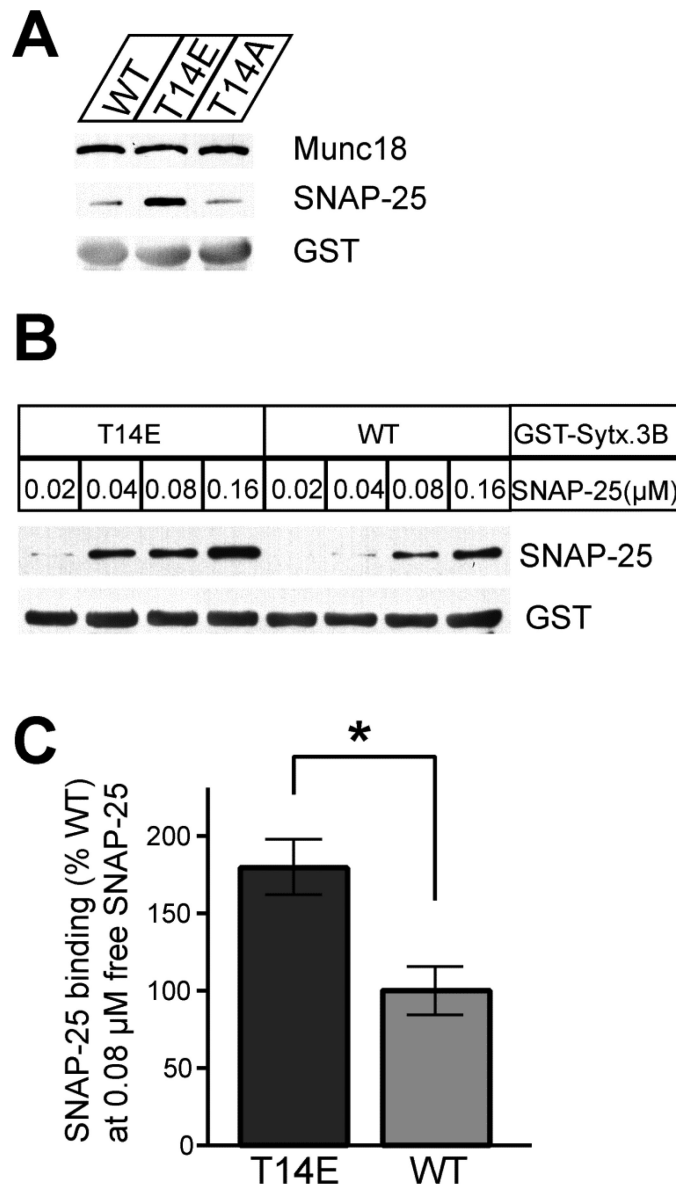 A
WT T14E T14A
Munc18
SNAP-25
GST
B
T14E WT GST-Sytx.3B
0.02 0.04 0.08 0.16 0.02 0.04 0.08 0.16 SNAP-25(µM)
SNAP-25
GST
C
*
SNAP-25 binding (% WT)
at 0.08 µM free SNAP-25
200
150
100
50
0
T14E WT